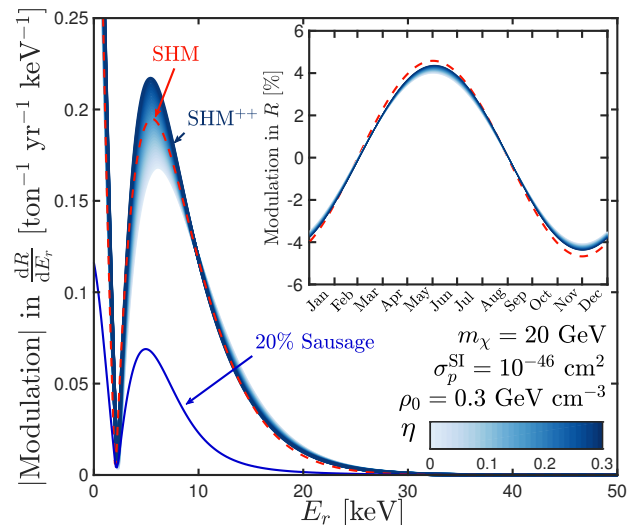 |Modulation| in dR/dE_r [ton⁻¹ yr⁻¹ keV⁻¹]
0.25
0.2
0.15
0.1
0.05
0
0
10
20
30
40
50
E_r [keV]
SHM
SHM⁺⁺
20% Sausage
Modulation in R [%]
6
4
2
0
-2
-4
-6
Jan Feb Mar Apr May Jun Jul Aug Sep Oct Nov Dec
m_χ = 20 GeV
σ_p^SI = 10⁻⁴⁶ cm²
ρ₀ = 0.3 GeV cm⁻³
η
0 0.1 0.2 0.3